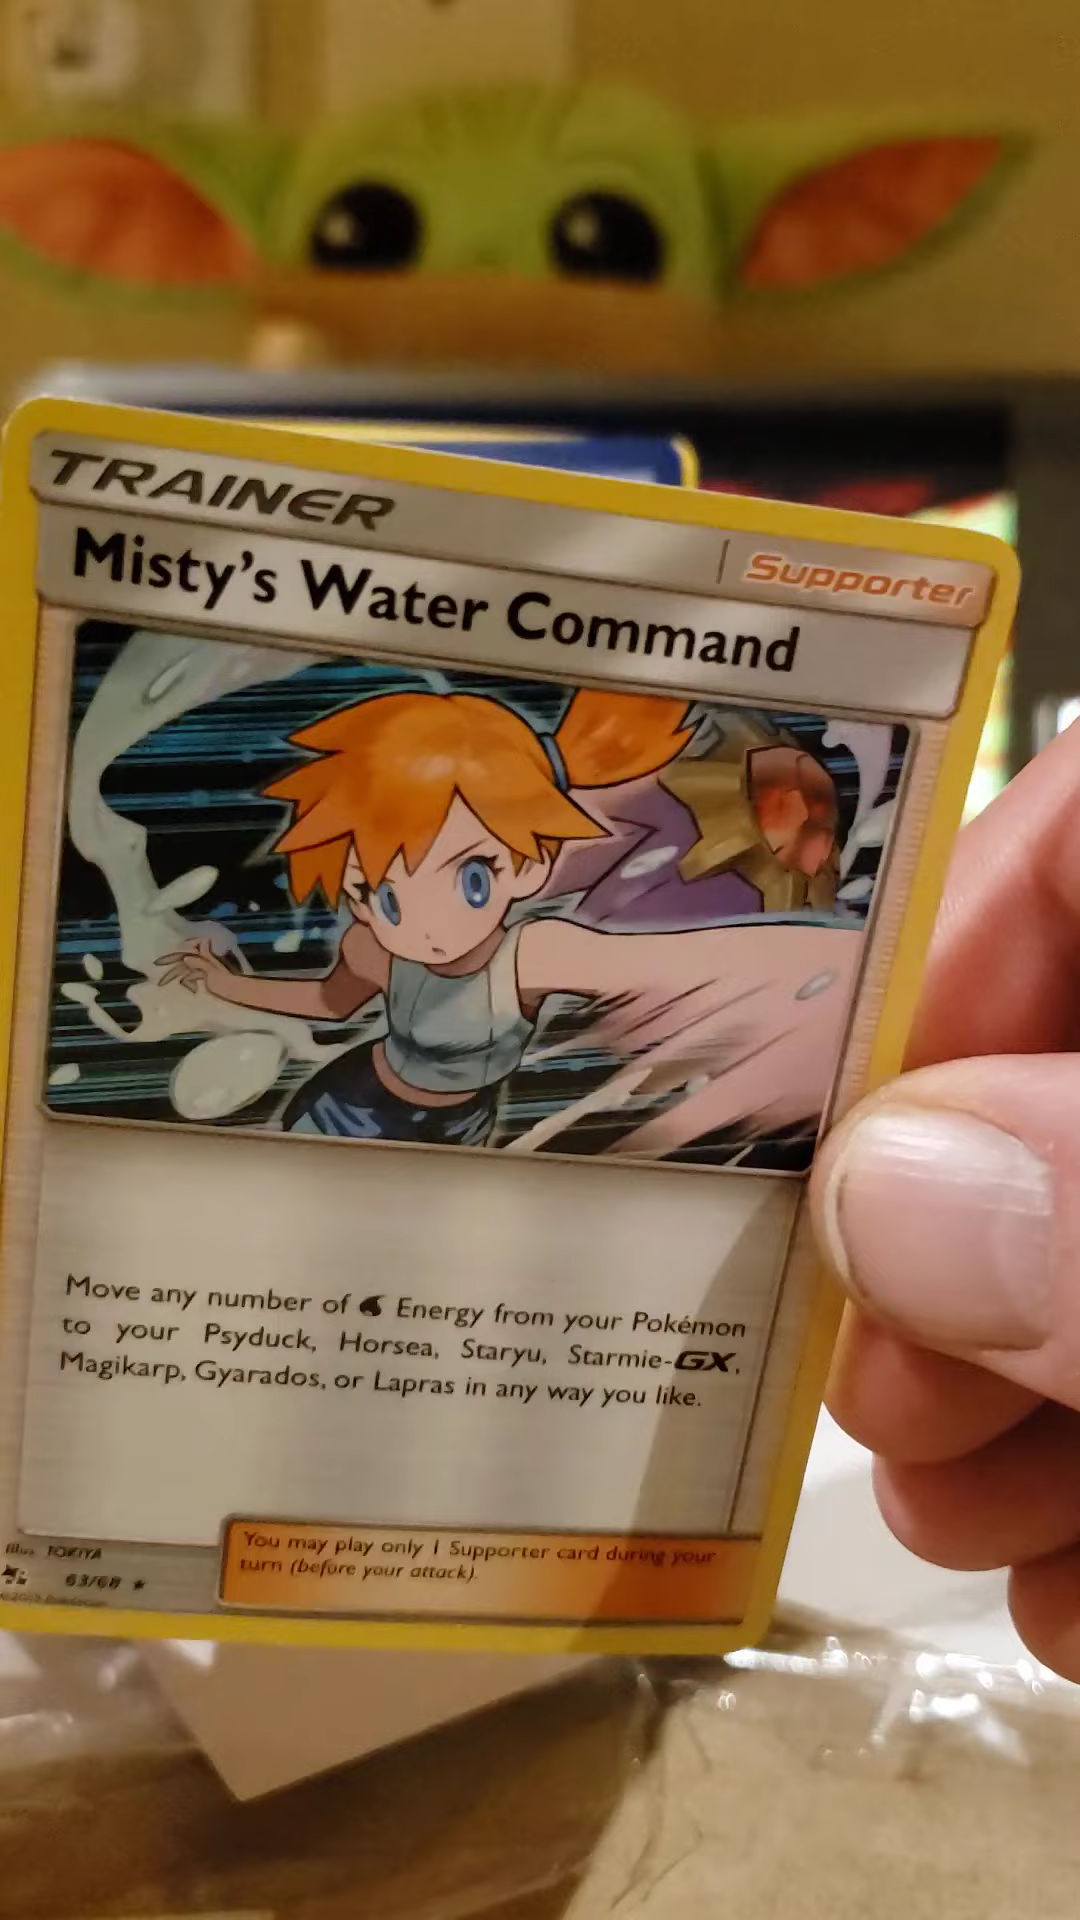 TRAINER
Supporter
Misty's Water Command
Move any number of Energy from your Pokémon
to your Psyduck, Horsea, Staryu, Starmie-GX,
Magikarp, Gyarados, or Lapras in any way you like.
You may play only 1 Supporter card during your
turn (before your attack).
Illus. TOKIYA
63/68